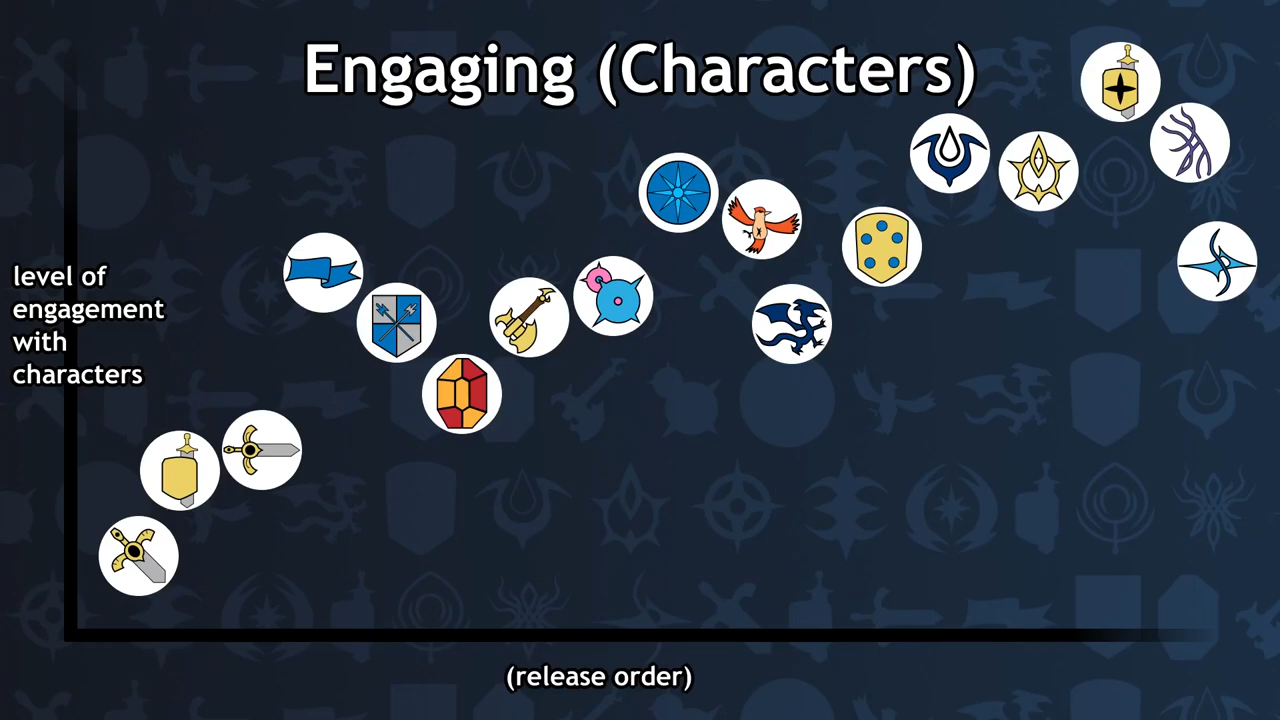 Engaging (Characters)
level of
engagement
with
characters
(release order)